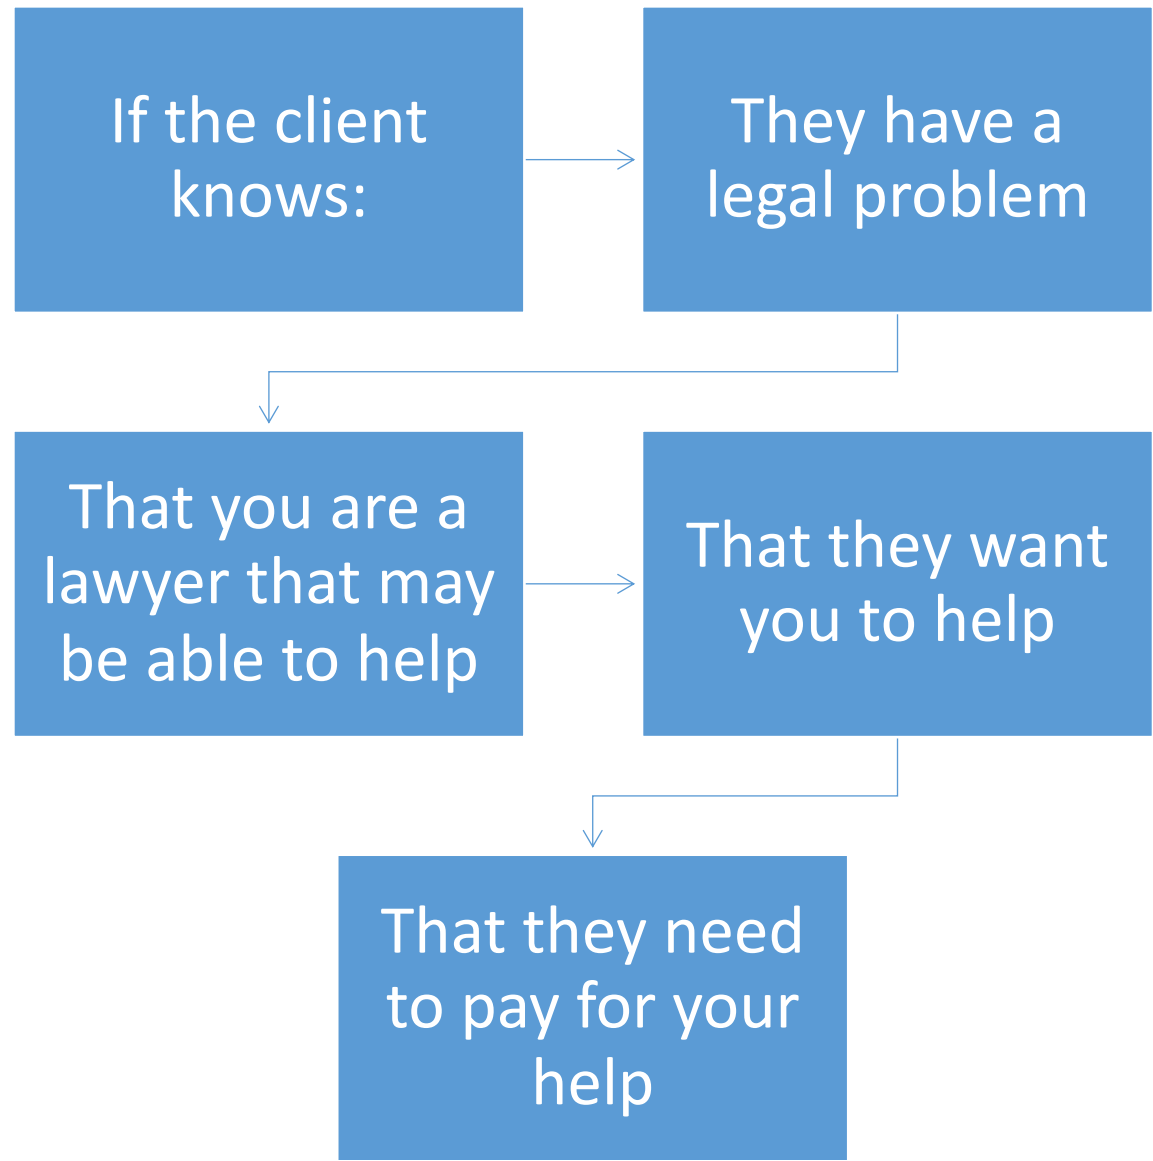 If the client
knows:
They have a
legal problem
That you are a
lawyer that may
be able to help
That they want
you to help
That they need
to pay for your
help